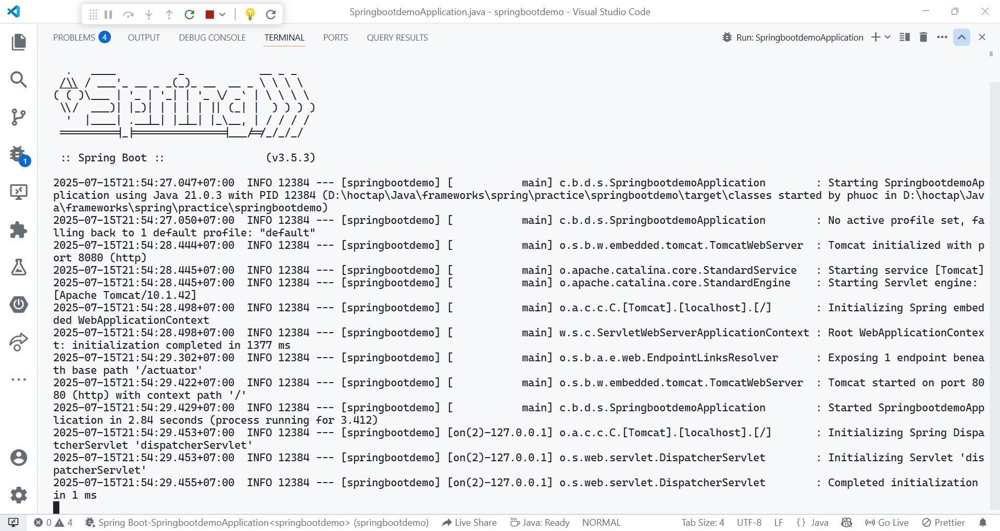 SpringbootdemoApplication.java - springbootdemo - Visual Studio Code
PROBLEMS 4 OUTPUT DEBUG CONSOLE TERMINAL PORTS QUERY RESULTS Run: SpringbootdemoApplication
  .   ____          _            __ _ _
 /\\ / ___'_ __ _ _(_)_ __  __ _ \ \ \ \
( ( )\___ | '_ | '_| | '_ \/ _` | \ \ \ \
 \\/  ___)| |_)| | | | | || (_| |  ) ) ) )
  '  |____| .__|_| |_|_| |_\__, | / / / /
 =========|_|==============|___/=/_/_/_/
:: Spring Boot :: (v3.5.3)
2025-07-15T21:54:27.047+07:00  INFO 12384 --- [springbootdemo] [           main] c.b.d.s.SpringbootdemoApplication        : Starting SpringbootdemoAp
plication using Java 21.0.3 with PID 12384 (D:\hoctap\Java\frameworks\spring\practice\springbootdemo\target\classes started by phuoc in D:\hoctap\Jav
a\frameworks\spring\practice\springbootdemo)
2025-07-15T21:54:27.050+07:00  INFO 12384 --- [springbootdemo] [           main] c.b.d.s.SpringbootdemoApplication        : No active profile set, fa
lling back to 1 default profile: "default"
2025-07-15T21:54:28.444+07:00  INFO 12384 --- [springbootdemo] [           main] o.s.b.w.embedded.tomcat.TomcatWebServer  : Tomcat initialized with p
ort 8080 (http)
2025-07-15T21:54:28.445+07:00  INFO 12384 --- [springbootdemo] [           main] o.apache.catalina.core.StandardService   : Starting service [Tomcat]
2025-07-15T21:54:28.445+07:00  INFO 12384 --- [springbootdemo] [           main] o.apache.catalina.core.StandardEngine    : Starting Servlet engine:
[Apache Tomcat/10.1.42]
2025-07-15T21:54:28.498+07:00  INFO 12384 --- [springbootdemo] [           main] o.a.c.c.C.[Tomcat].[localhost].[/]       : Initializing Spring embed
ded WebApplicationContext
2025-07-15T21:54:28.498+07:00  INFO 12384 --- [springbootdemo] [           main] w.s.c.ServletWebServerApplicationContext : Root WebApplicationContex
t: initialization completed in 1377 ms
2025-07-15T21:54:29.302+07:00  INFO 12384 --- [springbootdemo] [           main] o.s.b.a.e.web.EndpointLinksResolver      : Exposing 1 endpoint benea
th base path '/actuator'
2025-07-15T21:54:29.422+07:00  INFO 12384 --- [springbootdemo] [           main] o.s.b.w.embedded.tomcat.TomcatWebServer  : Tomcat started on port 80
80 (http) with context path '/'
2025-07-15T21:54:29.429+07:00  INFO 12384 --- [springbootdemo] [           main] c.b.d.s.SpringbootdemoApplication        : Started SpringbootdemoApp
lication in 2.84 seconds (process running for 3.412)
2025-07-15T21:54:29.453+07:00  INFO 12384 --- [springbootdemo] [on(2)-127.0.0.1] o.a.c.c.C.[Tomcat].[localhost].[/]       : Initializing Spring Dispa
tcherServlet 'dispatcherServlet'
2025-07-15T21:54:29.453+07:00  INFO 12384 --- [springbootdemo] [on(2)-127.0.0.1] o.s.web.servlet.DispatcherServlet        : Initializing Servlet 'dis
patcherServlet'
2025-07-15T21:54:29.455+07:00  INFO 12384 --- [springbootdemo] [on(2)-127.0.0.1] o.s.web.servlet.DispatcherServlet        : Completed initialization
in 1 ms
1
0 4 Spring Boot-SpringbootdemoApplication<springbootdemo> (springbootdemo) Live Share Java: Ready NORMAL Tab Size: 4 UTF-8 LF {} Java Go Live Prettier